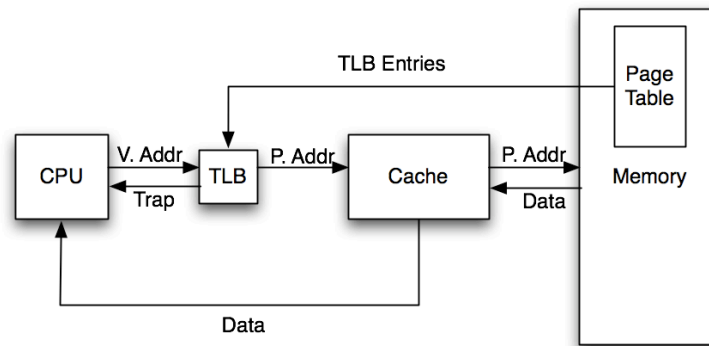 TLB Entries
Page
Table
V. Addr
P. Addr
P. Addr
CPU
TLB
Cache
Memory
Trap
Data
Data